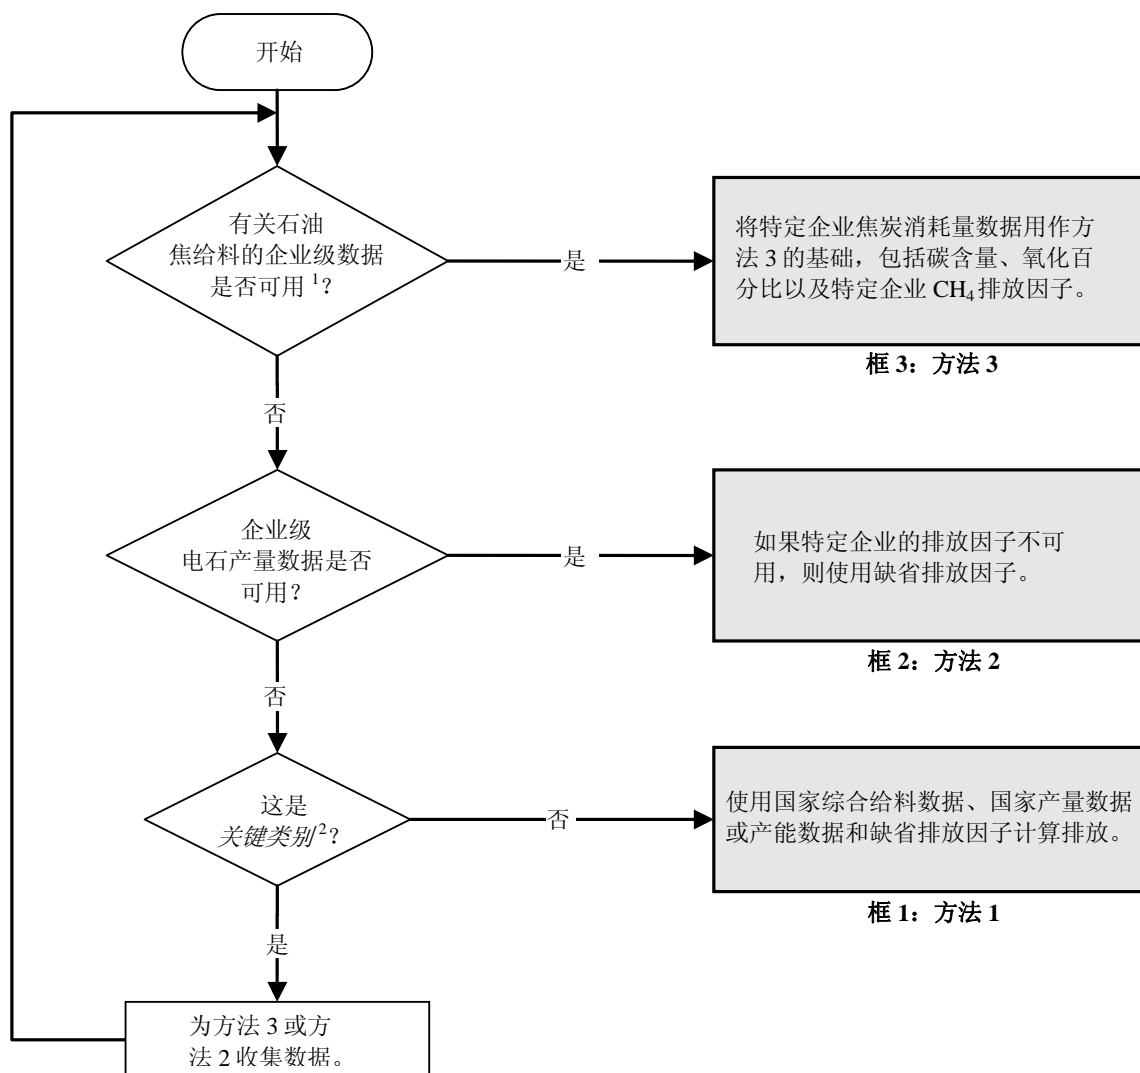 开始
有关石油
焦给料的企业级数据
是否可用 1？
是
将特定企业焦炭消耗量数据用作方
法 3 的基础，包括碳含量、氧化百
分比以及特定企业 CH4 排放因子。
框 3：方法 3
否
企业级
电石产量数据是否
可用？
是
如果特定企业的排放因子不可
用，则使用缺省排放因子。
框 2：方法 2
否
这是
关键类别 2？
否
使用国家综合给料数据、国家产量数据
或产能数据和缺省排放因子计算排放。
框 1：方法 1
是
为方法 3 或方
法 2 收集数据。